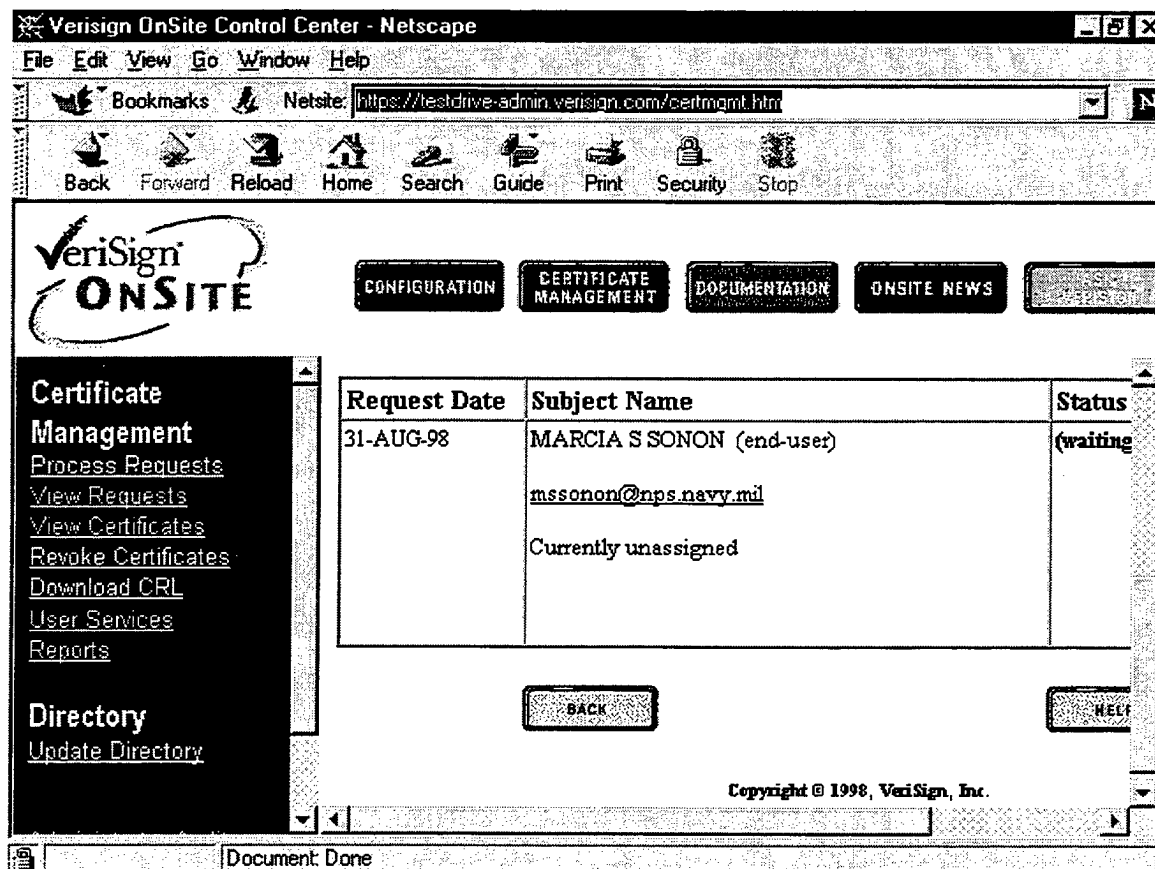 Verisign OnSite Control Center - Netscape
File Edit View Go Window Help
Bookmarks Netsite: https://testdrive-admin.verisign.com/certmgmt.htm N
Back Forward Reload Home Search Guide Print Security Stop
VeriSign
ONSITE
CONFIGURATION
CERTIFICATE
MANAGEMENT
DOCUMENTATION
ONSITE NEWS
Certificate
Management
Process Requests
View Requests
View Certificates
Revoke Certificates
Download CRL
User Services
Reports
Directory
Update Directory
Request Date Subject Name Status
31-AUG-98 MARCIA S SONON (end-user) (waiting
mssonon@nps.navy.mil
Currently unassigned
BACK
HELP
Copyright © 1998, VeriSign, Inc.
Document: Done